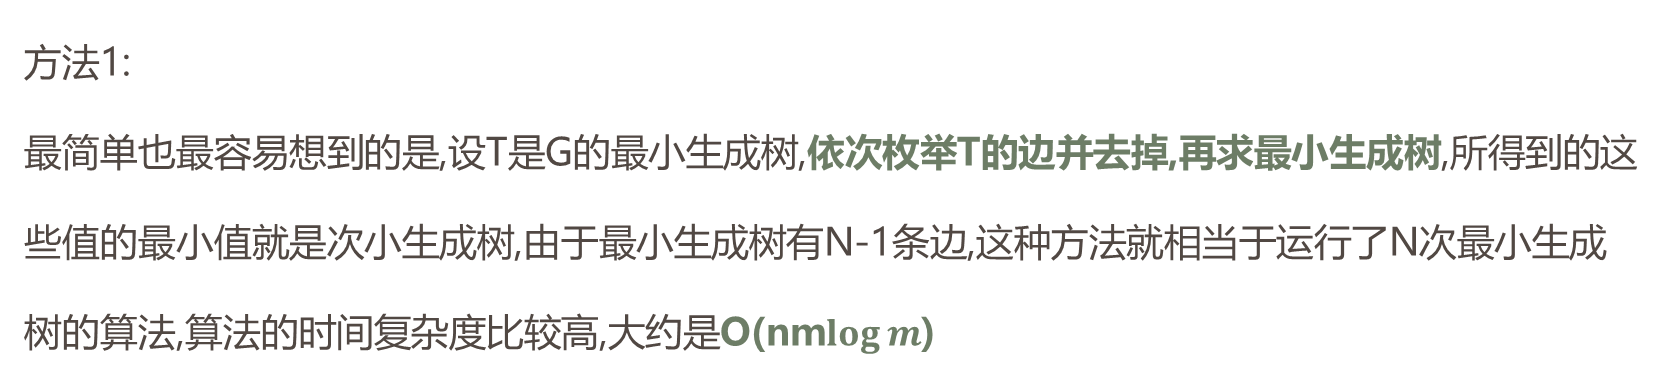 方法1:
最简单也最容易想到的是,设T是G的最小生成树,依次枚举T的边并去掉,再求最小生成树,所得到的这
些值的最小值就是次小生成树,由于最小生成树有N-1条边,这种方法就相当于运行了N次最小生成
树的算法,算法的时间复杂度比较高,大约是O(nmlog m)